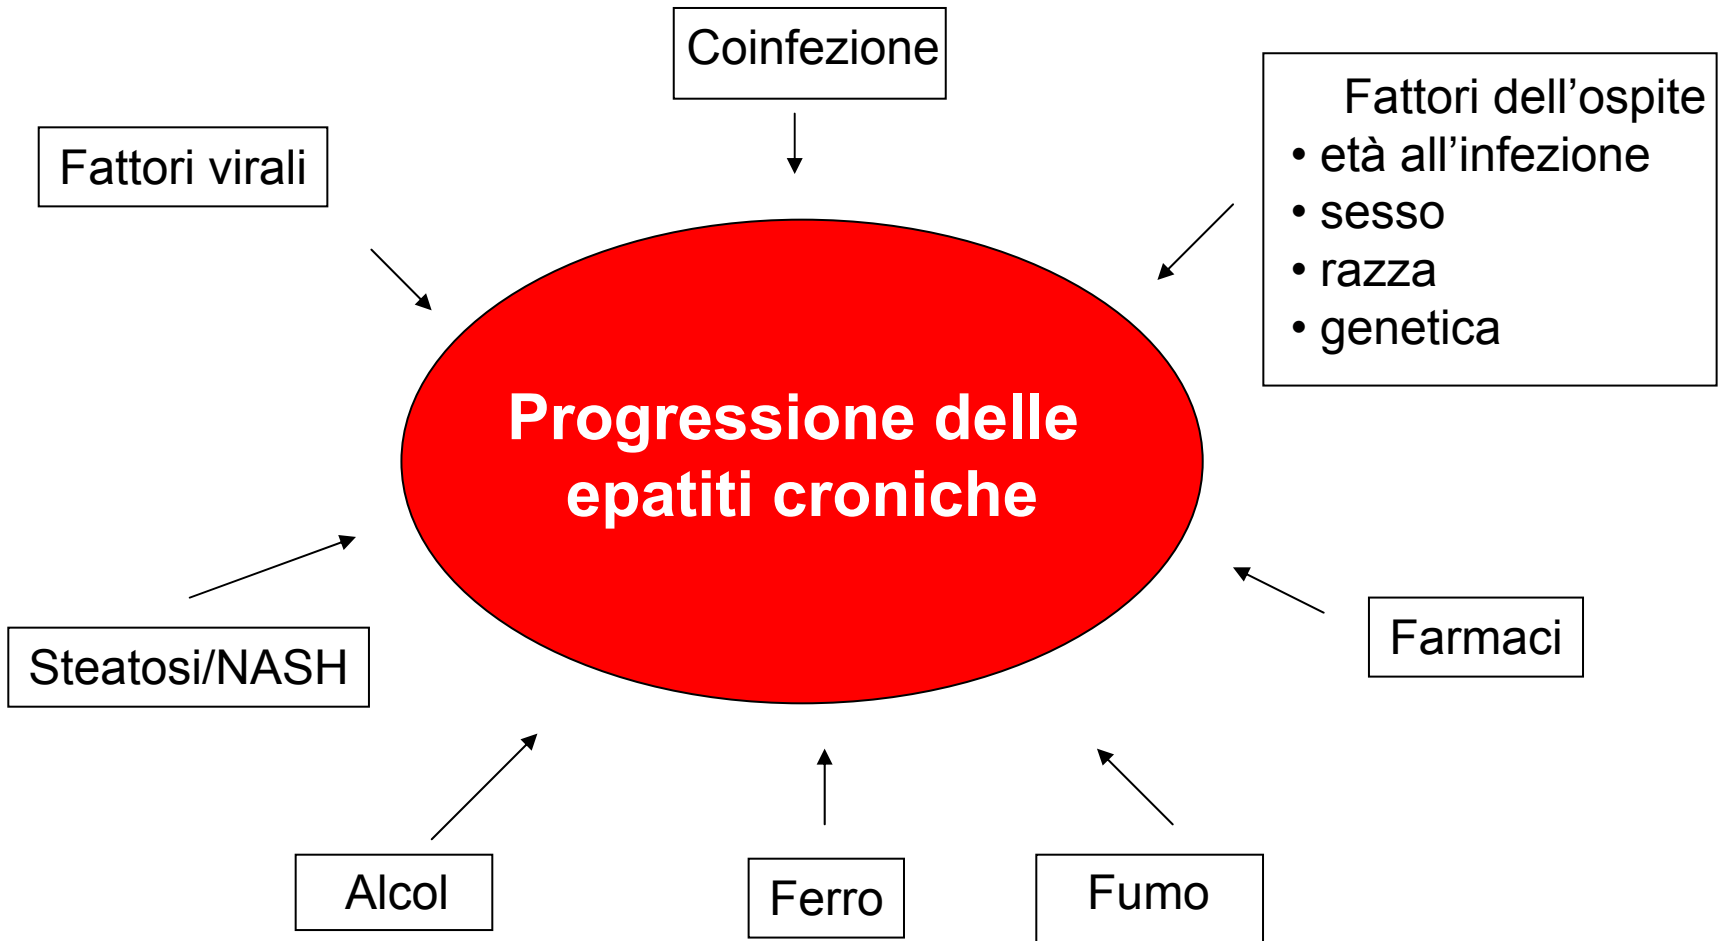 Coinfezione
Fattori dell’ospite
• età all’infezione
• sesso
• razza
• genetica
Fattori virali
Progressione delle
epatiti croniche
Farmaci
Steatosi/NASH
Alcol
Ferro
Fumo